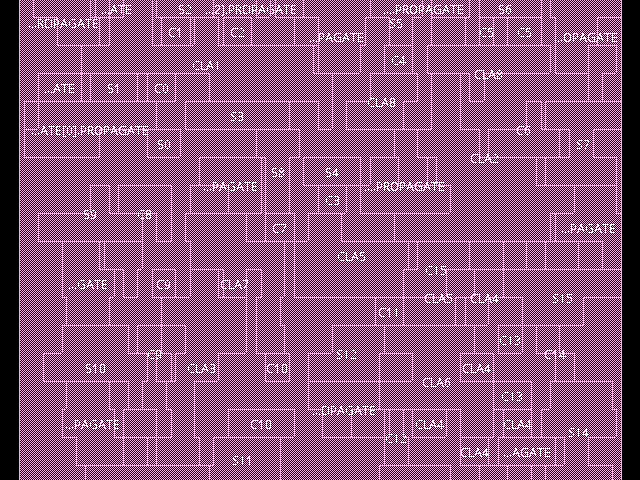 ..ATE S2 [2].PROPAGATE PROPAGATE S6
ROPAGATE C1 C2 S5 C5 C5
PAGATE ..OPAGATE
C4
CLA
CLA8
..ATE S1 C0
CLA8
S3
..ATE[0].PROPAGATE C6
S0 S7
CLA2
S8 S4
..PAGATE ...PROPAGATE
C3
S9 C8
C7 ...PAGATE
CLA5
C15
..GATE C9 CLA7
CLA5 CLA4 S15
C11
C13
C8 S12 C14
S10 CLA3 C10 CLA4
CLA6
C13
...OPAGATE
..PAGATE C10 CLA4 CLA4
S14
C12
CLA4 ..AGATE
S11